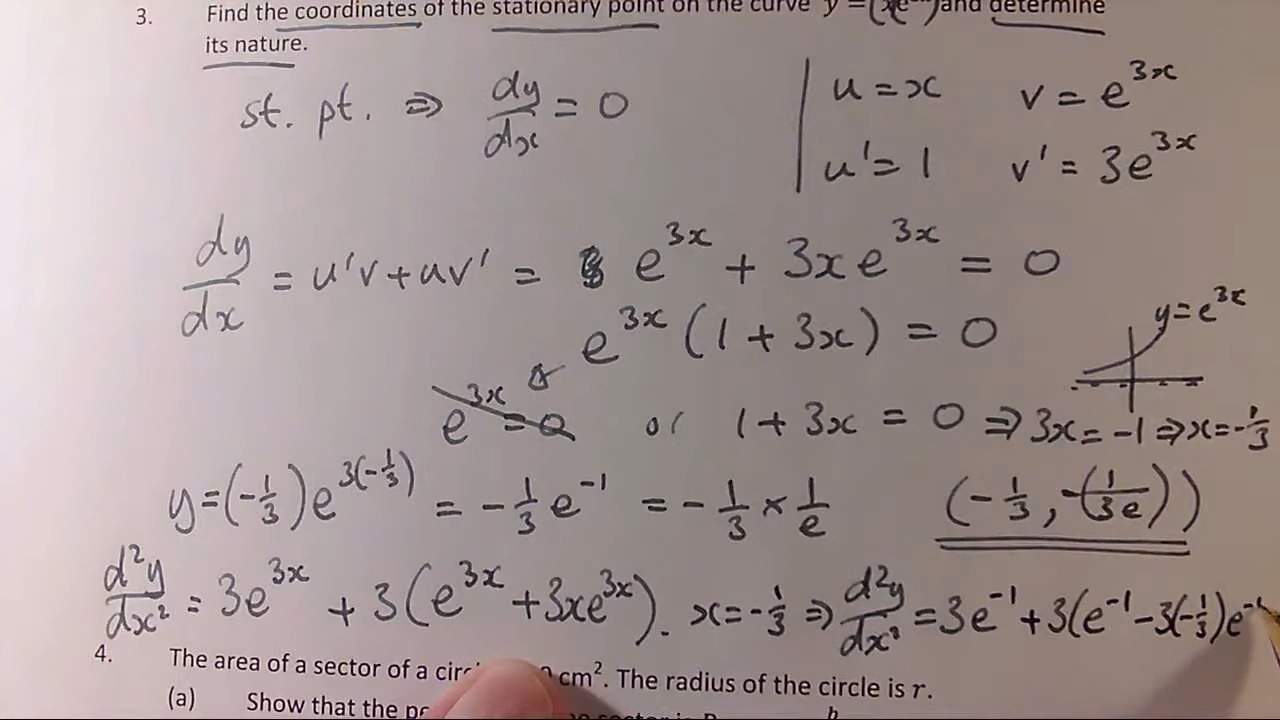 3. Find the coordinates of the stationary point on the curve y = (xe and determine
its nature.
st. pt. ⇒ dy/dx = 0
u = x v = e^3x
u' = 1 v' = 3e^3x
dy/dx = u'v + uv' = e^3x + 3xe^3x = 0
y = e^3x
e^3x (1 + 3x) = 0
e^3x = 0 or 1 + 3x = 0 ⇒ 3x = -1 ⇒ x = -1/3
y = (-1/3)e^3(-1/3) = -1/3 e^-1 = -1/3 × 1/e (-1/3, -(1/3e))
d²y/dx² = 3e^3x + 3(e^3x + 3xe^3x). x = -1/3 ⇒ d²y/dx² = 3e^-1 + 3(e^-1 - 3(-1/3)e^-1
4. The area of a sector of a cm². The radius of the circle is r.
(a) Show that the